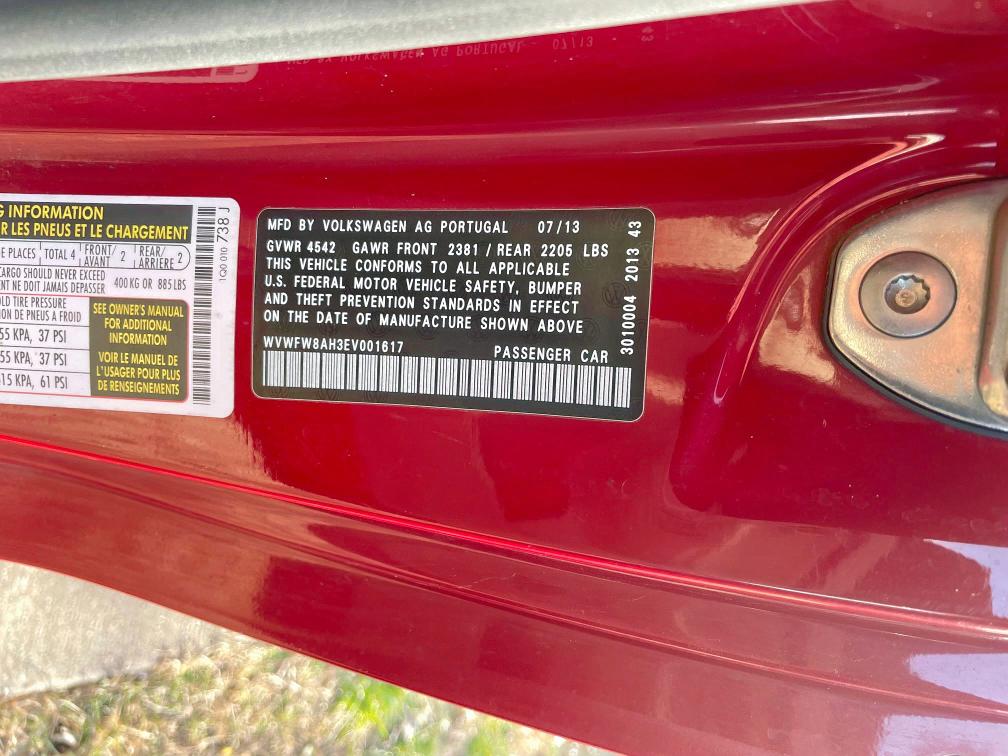 G INFORMATION
R LES PNEUS ET LE CHARGEMENT
PLACES TOTAL 4 FRONT/ AVANT 2 REAR/ ARRIERE 2
CARGO SHOULD NEVER EXCEED
NE DOIT JAMAIS DEPASSER
400 KG OR 885 LBS
TIRE PRESSURE
ION DE PNEUS A FROID
55 KPA, 37 PSI
55 KPA, 37 PSI
15 KPA, 61 PSI
SEE OWNER'S MANUAL
FOR ADDITIONAL
INFORMATION
VOIR LE MANUEL DE
L'USAGER POUR PLUS
DE RENSEIGNEMENTS
1Q0 010 738 J
MFD BY VOLKSWAGEN AG PORTUGAL 07/13
GVWR 4542 GAWR FRONT 2381 / REAR 2205 LBS
THIS VEHICLE CONFORMS TO ALL APPLICABLE
U.S. FEDERAL MOTOR VEHICLE SAFETY, BUMPER
AND THEFT PREVENTION STANDARDS IN EFFECT
ON THE DATE OF MANUFACTURE SHOWN ABOVE
WVWFW8AH3EV001617 PASSENGER CAR
3010004 2013 43